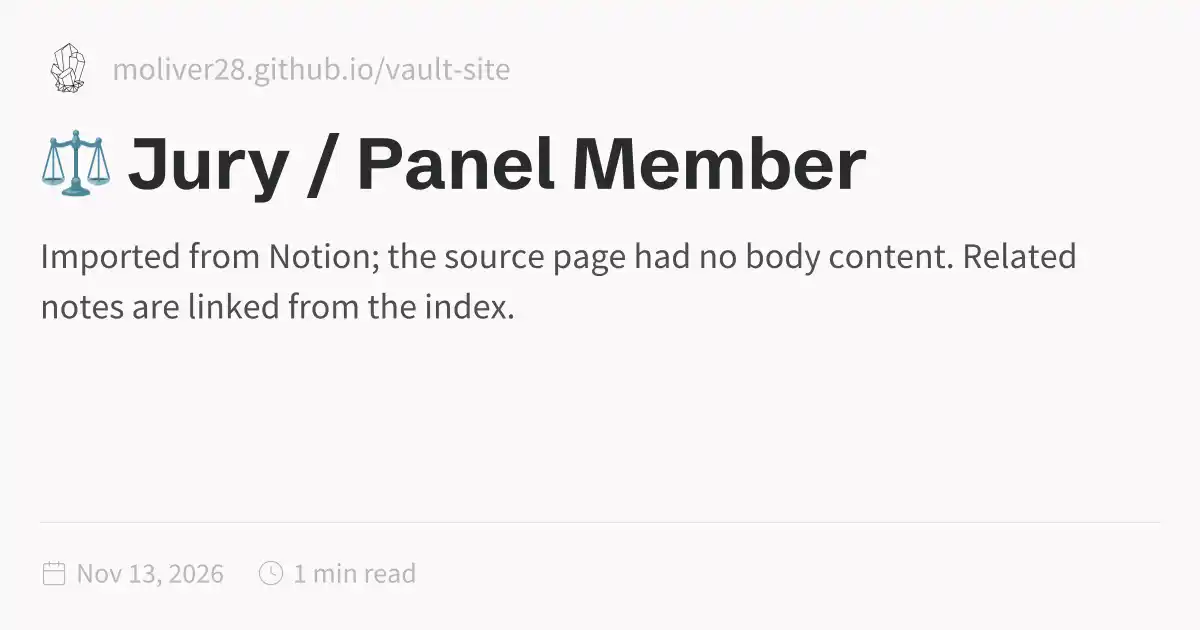 moliver28.github.io/vault-site
⚖️ Jury / Panel Member
Imported from Notion; the source page had no body content. Related
notes are linked from the index.
Nov 13, 2026
1 min read